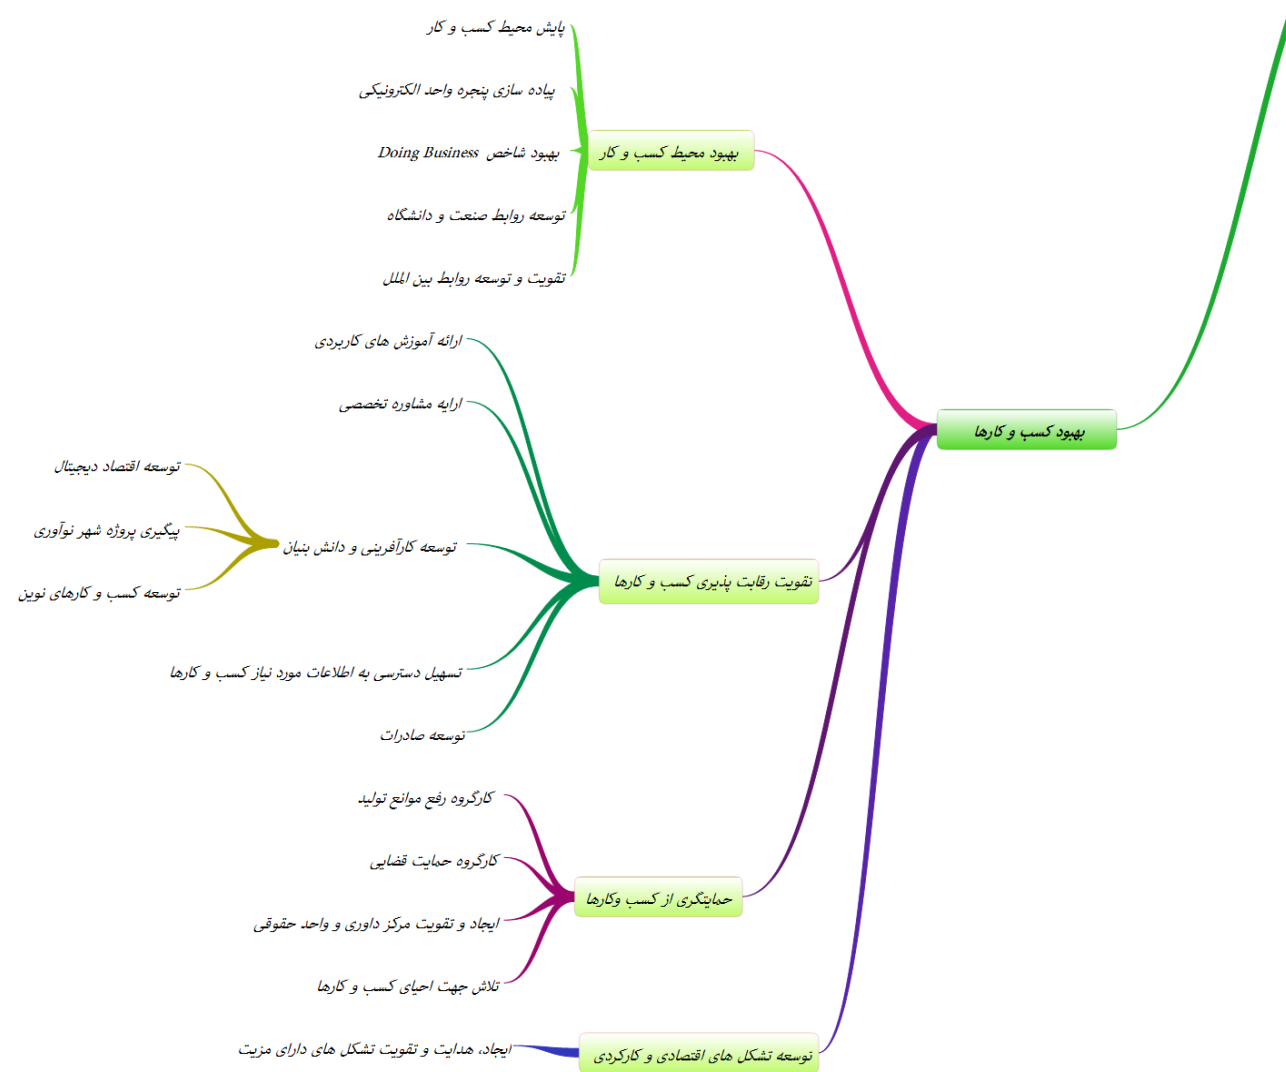 بهبود کسب و کارها
بهبود محیط کسب و کار
پایش محیط کسب و کار
پیاده سازی پنجره واحد الکترونیکی
بهبود شاخص Doing Business
توسعه روابط صنعت و دانشگاه
تقویت و توسعه روابط بین الملل
تقویت رقابت پذیری کسب و کارها
ارائه آموزش های کاربردی
ارایه مشاوره تخصصی
توسعه کارآفرینی و دانش بنیان
توسعه اقتصاد دیجیتال
پیگیری پروژه شهر نوآوری
توسعه کسب و کارهای نوین
تسهیل دسترسی به اطلاعات مورد نیاز کسب و کارها
توسعه صادرات
حمایتگری از کسب وکارها
کارگروه رفع موانع تولید
کارگروه حمایت قضایی
ایجاد و تقویت مرکز داوری و واحد حقوقی
تلاش جهت احیای کسب و کارها
توسعه تشکل های اقتصادی و کارکردی
ایجاد، هدایت و تقویت تشکل های دارای مزیت